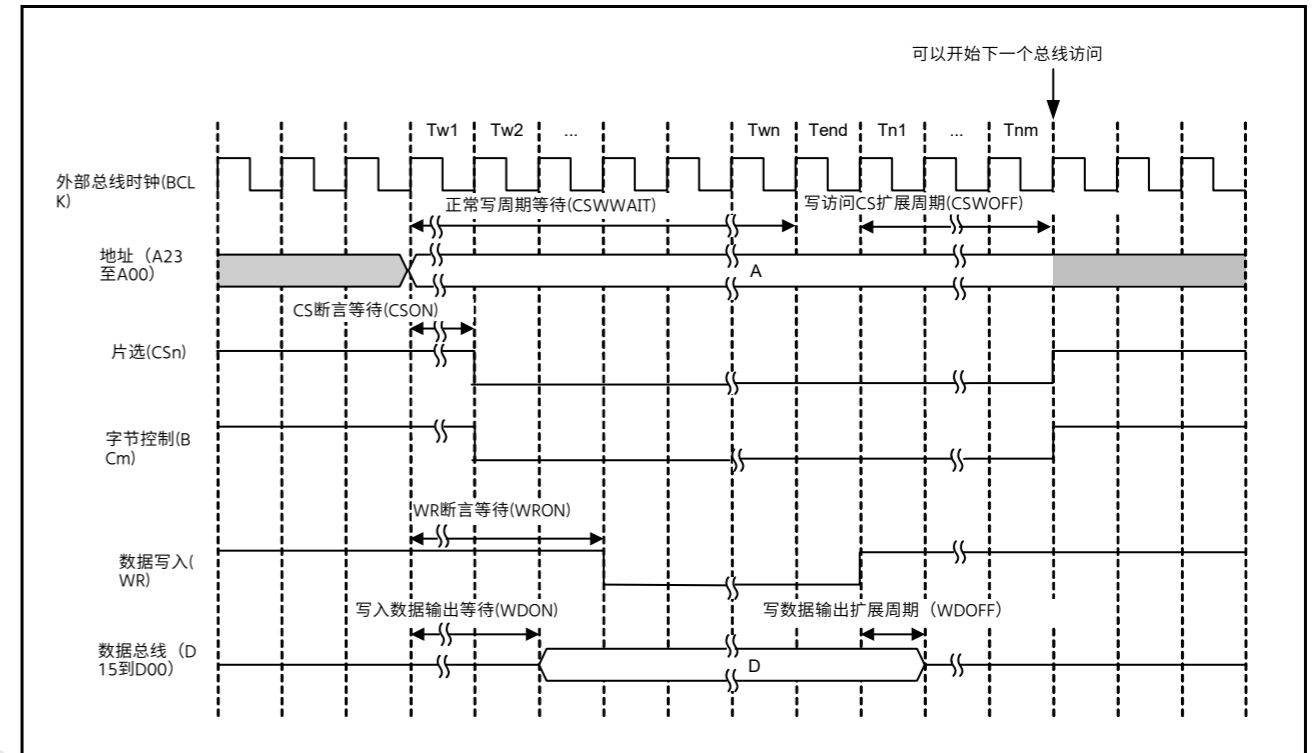 可以开始下一个总线访问
Tw1 Tw2 ... Twn Tend Tn1 ... Tnm
外部总线时钟(BCL
K)
正常写周期等待(CSWWAIT)
写访问CS扩展周期(CSWOFF)
地址（A23
至A00）
A
CS断言等待(CSON)
片选(CSn)
字节控制(B
Cm)
WR断言等待(WRON)
数据写入(
WR)
写入数据输出等待(WDON)
写数据输出扩展周期（WDOFF）
数据总线（D
15到D00）
D